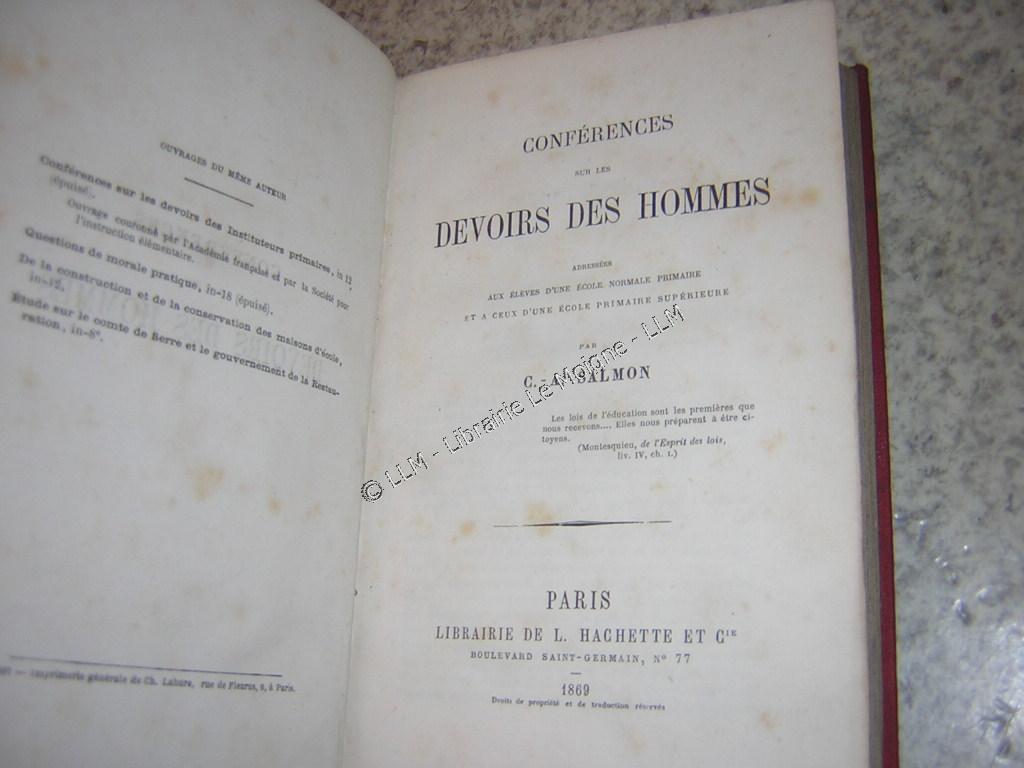 OUVRAGES DU MÊME AUTEUR
Conférences sur les devoirs des instituteurs primaires, in 12
(épuisé).
Ouvrage couronné par l'Académie française et par la Société pour
l'instruction élémentaire.
Questions de morale pratique, in-18 (épuisé).
De la construction et de la conservation des maisons d'école,
in-12.
Étude sur le comte de Serre et le gouvernement de la Restau-
ration, in-8°.
— Imprimerie générale de Ch. Lahure, rue de Fleurus, 9, à Paris.
CONFÉRENCES
SUR LES
DEVOIRS DES HOMMES
ADRESSÉES
AUX ÉLÈVES D'UNE ÉCOLE NORMALE PRIMAIRE
ET A CEUX D'UNE ÉCOLE PRIMAIRE SUPÉRIEURE
PAR
C.-A. SALMON
Les lois de l'éducation sont les premières que
nous recevons.... Elles nous préparent à être ci-
toyens.
(Montesquieu, de l'Esprit des lois,
liv. IV, ch. I.)
PARIS
LIBRAIRIE DE L. HACHETTE ET Cie
BOULEVARD SAINT-GERMAIN, No 77
1869
Droits de propriété et de traduction réservés
© LLM - Librairie Le Moigne - LLM